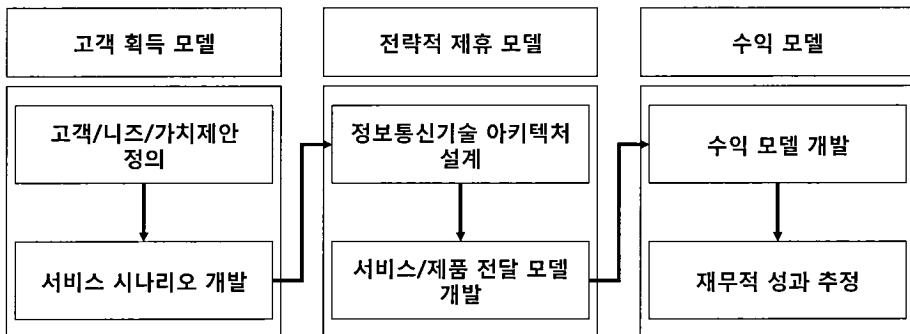 고객 획득 모델
전략적 제휴 모델
수익 모델
고객/니즈/가치제안
정의
서비스 시나리오 개발
정보통신기술 아키텍처
설계
서비스/제품 전달 모델
개발
수익 모델 개발
재무적 성과 추정